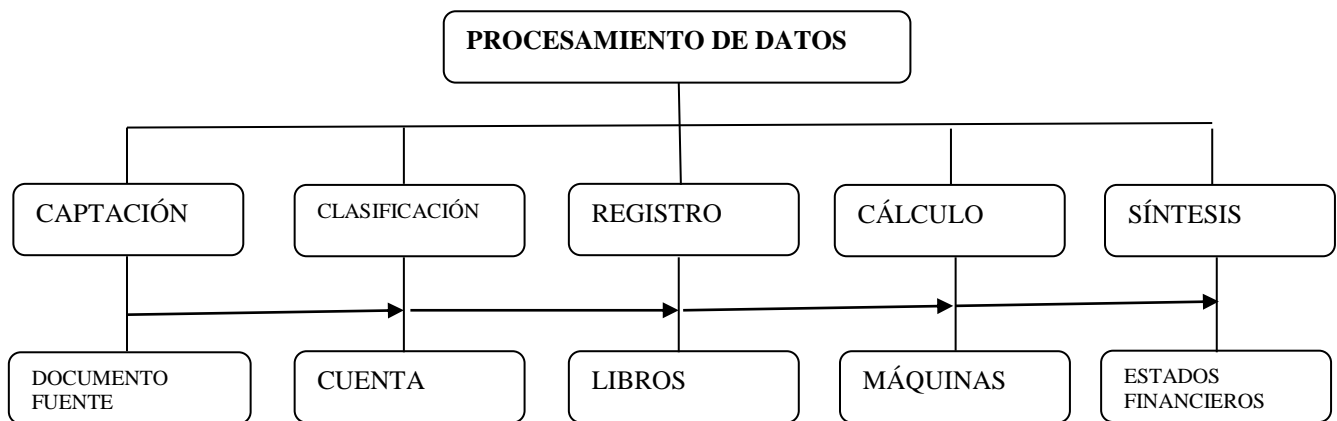 PROCESAMIENTO DE DATOS
CAPTACIÓN
CLASIFICACIÓN
REGISTRO
CÁLCULO
SÍNTESIS
DOCUMENTO
FUENTE
CUENTA
LIBROS
MÁQUINAS
ESTADOS
FINANCIEROS